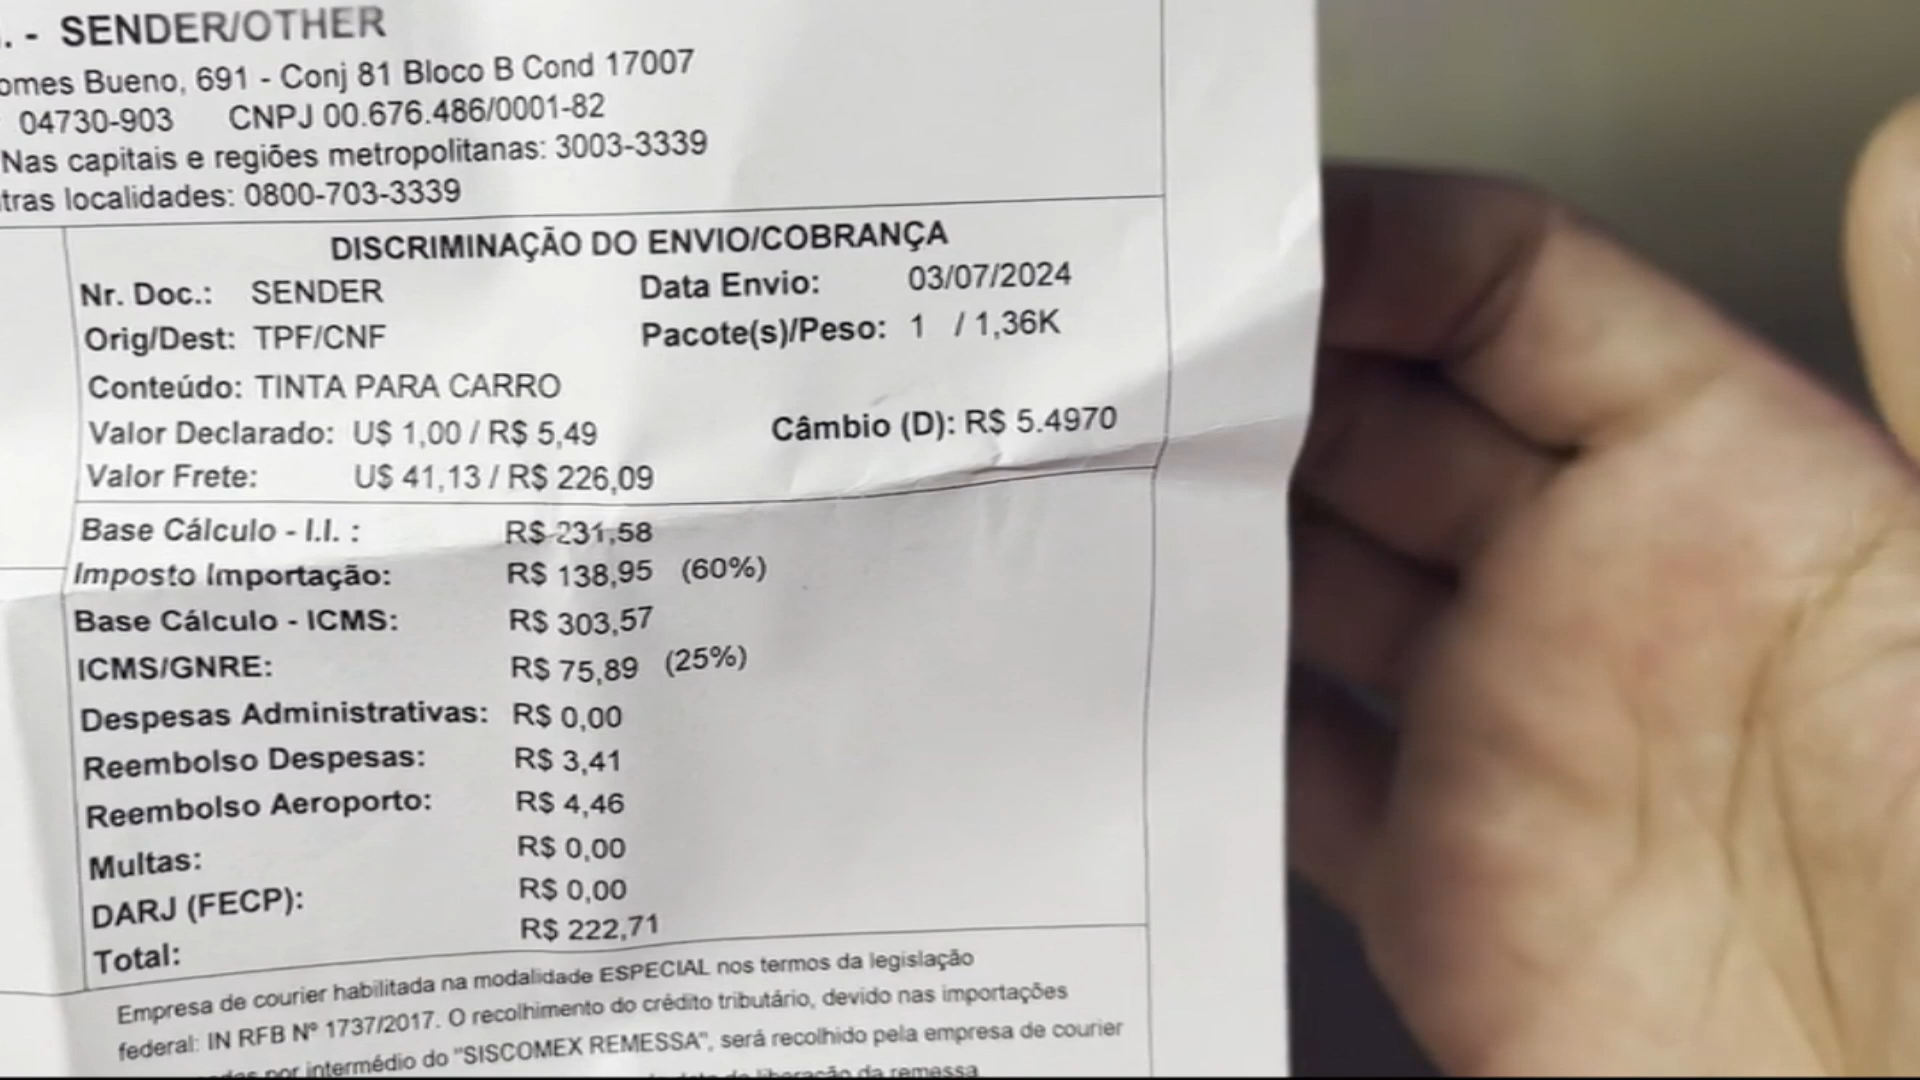 . - SENDER/OTHER
omes Bueno, 691 - Conj 81 Bloco B Cond 17007
04730-903 CNPJ 00.676.486/0001-82
Nas capitais e regiões metropolitanas: 3003-3339
tras localidades: 0800-703-3339
DISCRIMINAÇÃO DO ENVIO/COBRANÇA
Nr. Doc.: SENDER Data Envio: 03/07/2024
Orig/Dest: TPF/CNF Pacote(s)/Peso: 1 / 1,36K
Conteúdo: TINTA PARA CARRO
Valor Declarado: U$ 1,00 / R$ 5,49 Câmbio (D): R$ 5.4970
Valor Frete: U$ 41,13 / R$ 226,09
Base Cálculo - I.I. : R$ 231,58
Imposto Importação: R$ 138,95 (60%)
Base Cálculo - ICMS: R$ 303,57
ICMS/GNRE: R$ 75,89 (25%)
Despesas Administrativas: R$ 0,00
Reembolso Despesas: R$ 3,41
Reembolso Aeroporto: R$ 4,46
Multas: R$ 0,00
DARJ (FECP): R$ 0,00
Total: R$ 222,71
Empresa de courier habilitada na modalidade ESPECIAL nos termos da legislação
federal: IN RFB Nº 1737/2017. O recolhimento do crédito tributário, devido nas importações
por intermédio do "SISCOMEX REMESSA", será recolhido pela empresa de courier
da liberação da remessa